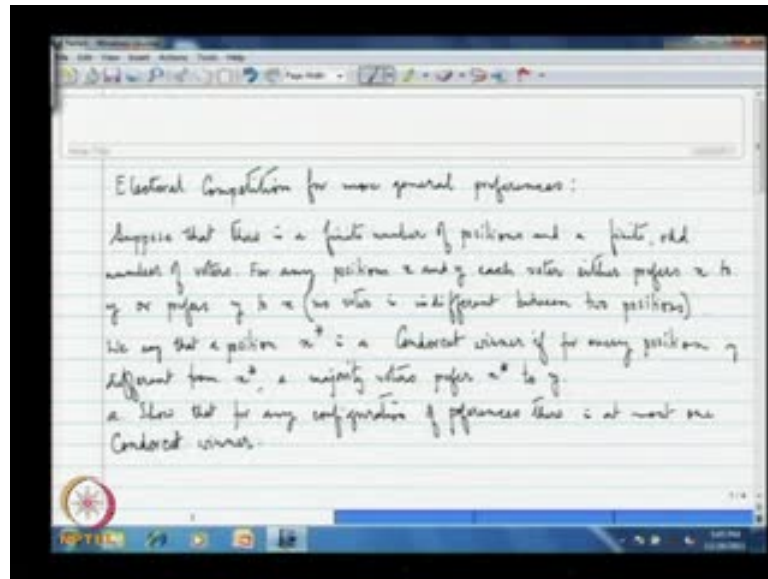 Electoral Competition for more general preferences:
Suppose that there is a finite number of positions and a finite, odd
number of voters. For any positions x and y each voter either prefers x to
y or prefers y to x (no voter is indifferent between two positions)
We say that a position x* is a Condorcet winner if for every position y
different from x*, a majority voters prefer x* to y.
a Show that for any configuration of preferences there is at most one
Condorcet winner.
Page Width
NPTEL